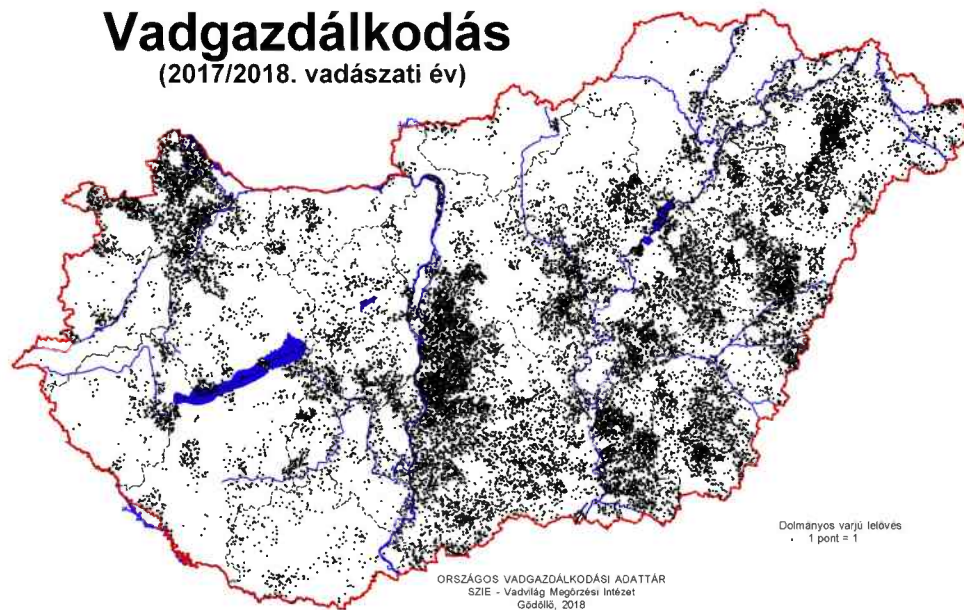 Vadgazdálkodás
(2017/2018. vadászati év)
Dolmányos varjú lelövés
1 pont = 1
ORSZÁGOS VADGAZDÁLKODÁSI ADATTÁR
SZIE - Vadvilág Megőrzési Intézet
Gödöllő, 2018